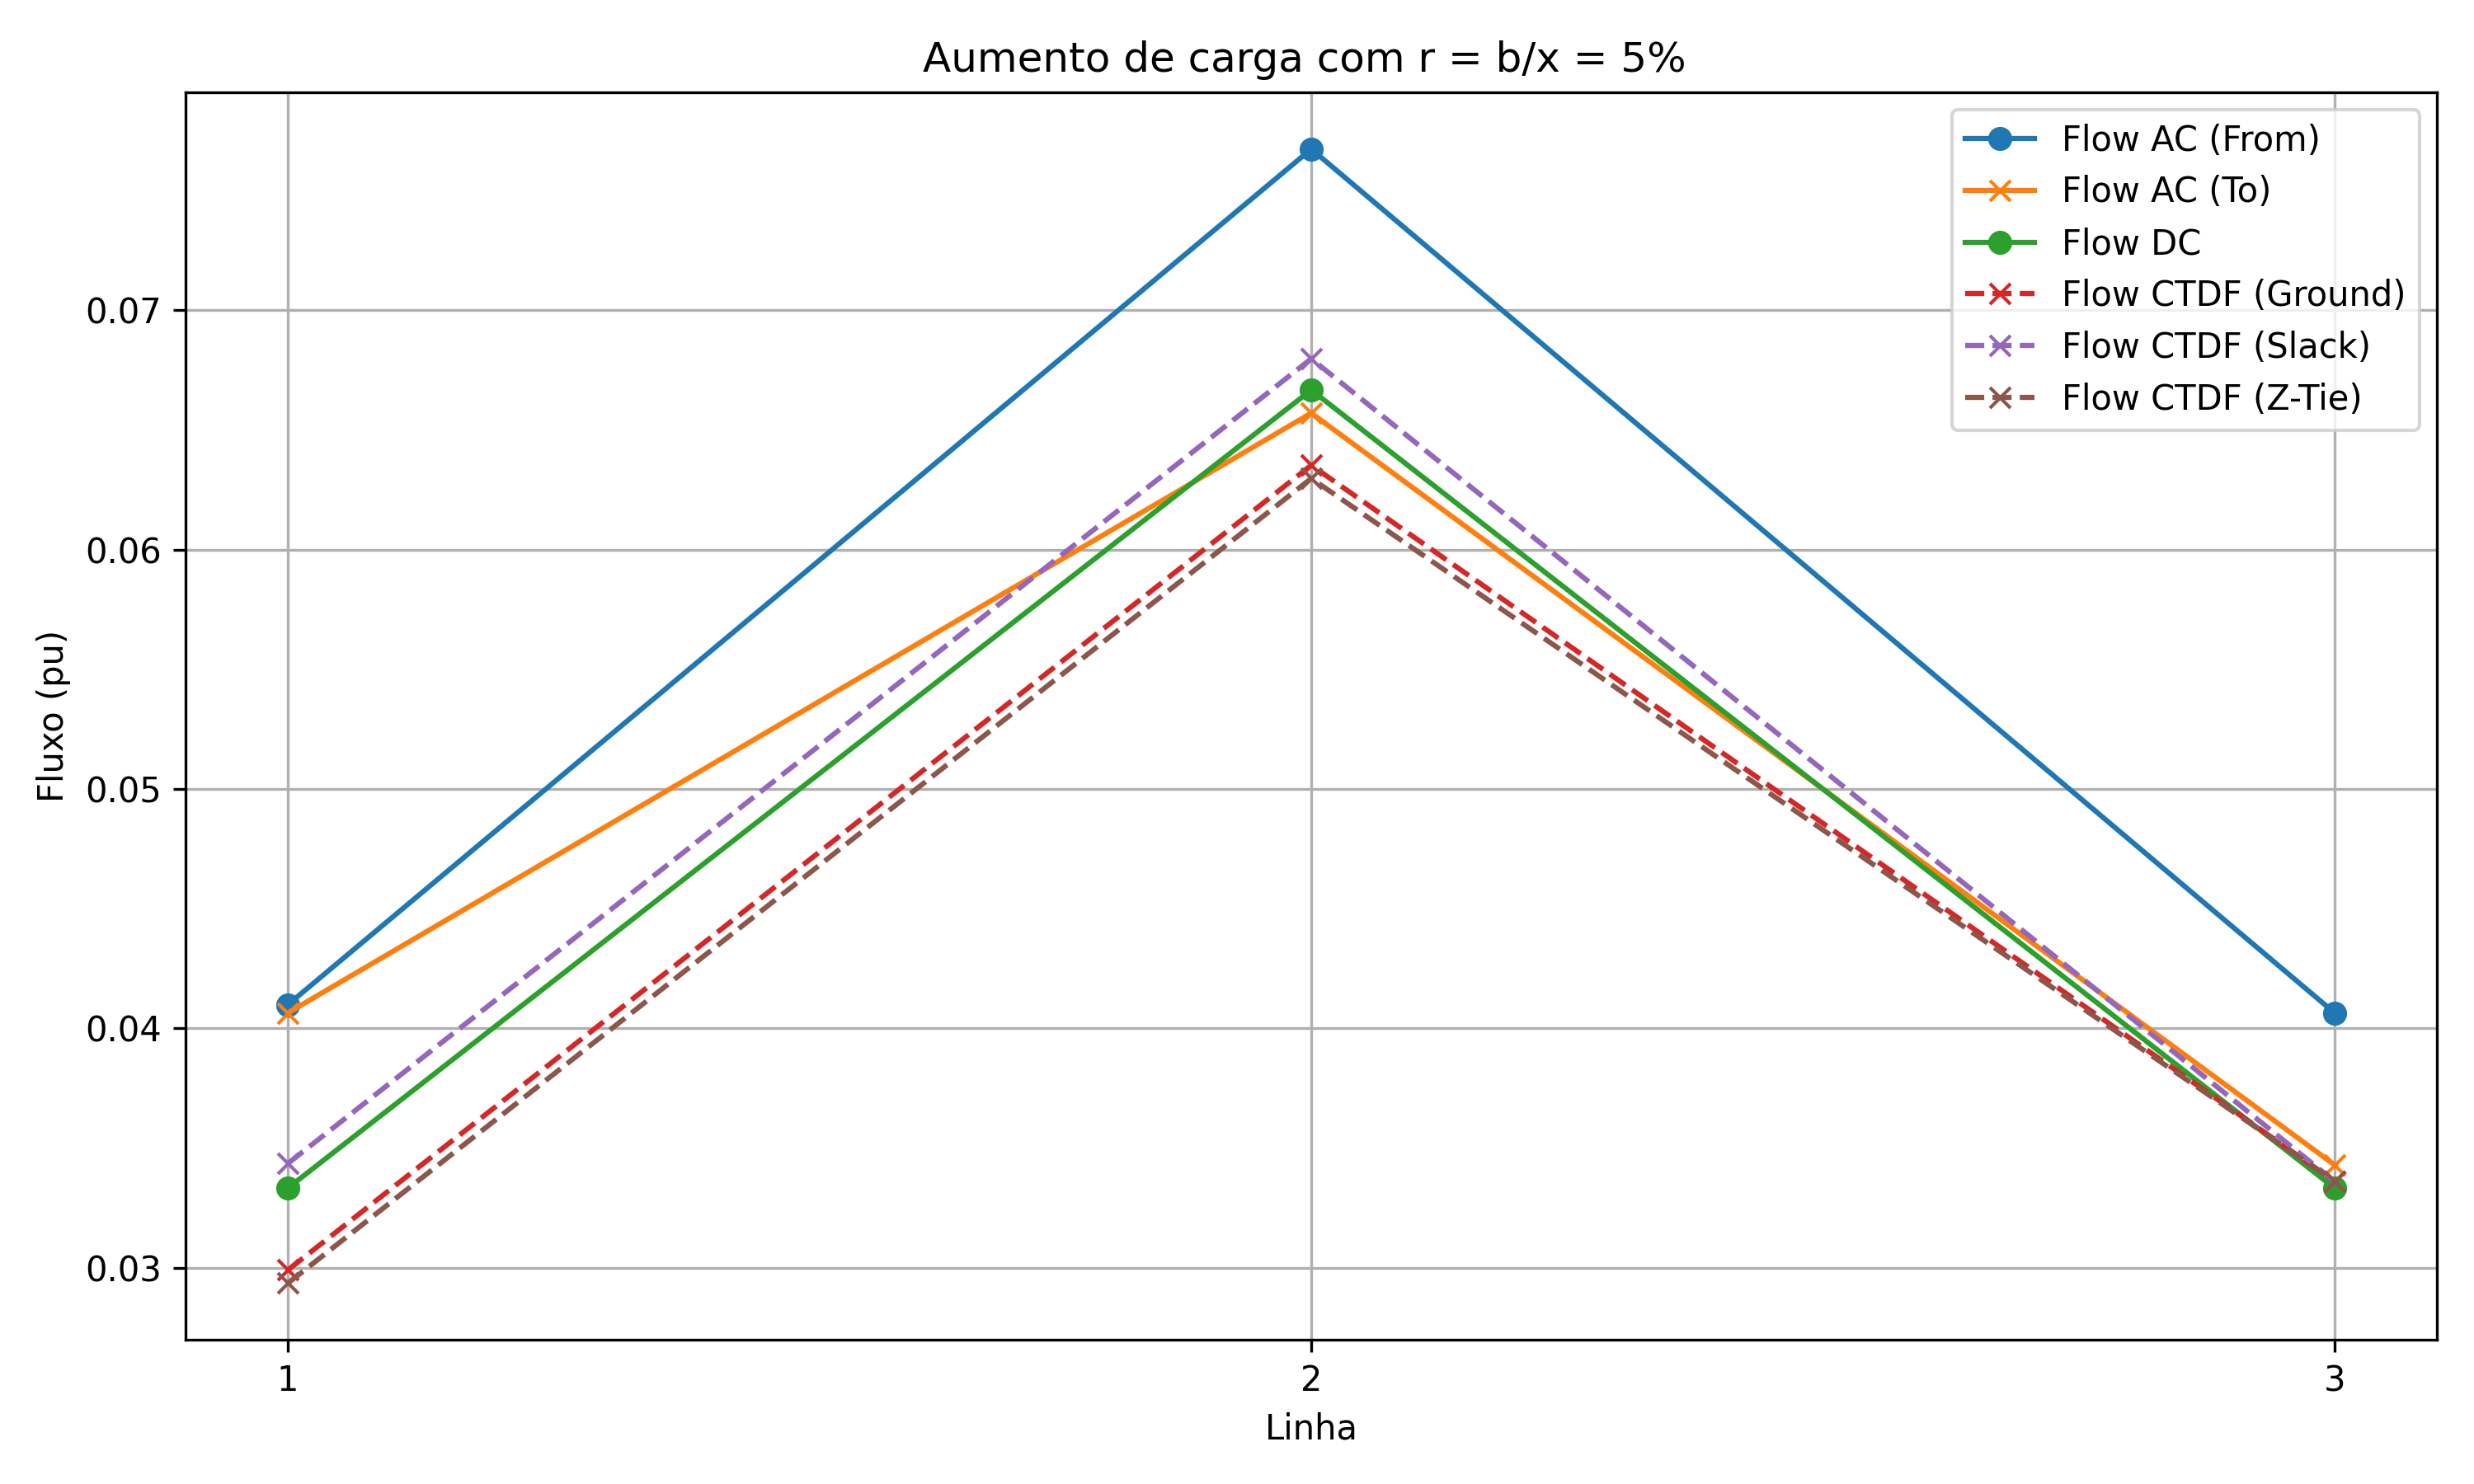 Aumento de carga com r = b/x = 5%
Flow AC (From)
Flow AC (To)
Flow DC
Flow CTDF (Ground)
Flow CTDF (Slack)
Flow CTDF (Z-Tie)
Fluxo (pu)
0.07
0.06
0.05
0.04
0.03
1
2
3
Linha